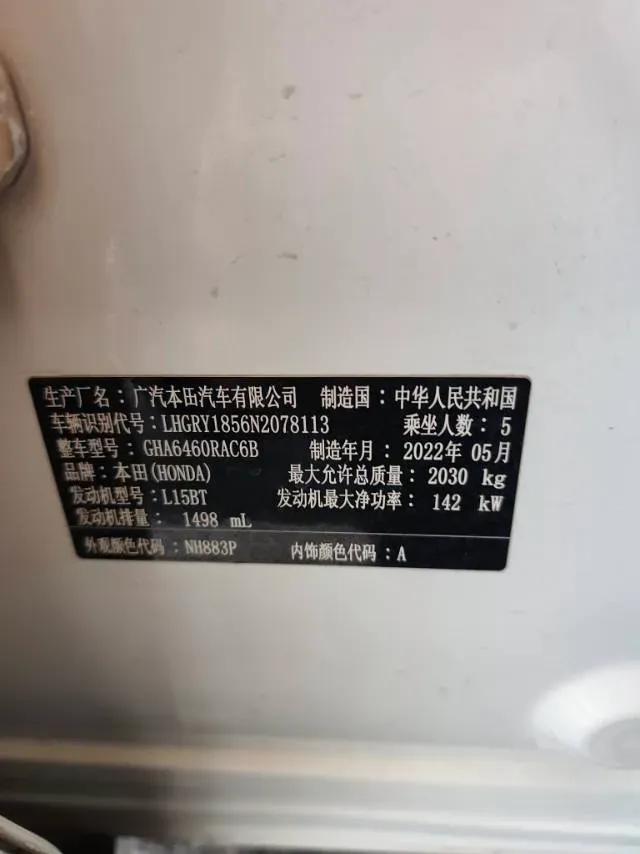 生产厂名：广汽本田汽车有限公司 制造国：中华人民共和国
车辆识别代号：LHGRY1856N2078113 乘坐人数：5
整车型号：GHA6460RAC6B 制造年月：2022年05月
品牌：本田(HONDA) 最大允许总质量：2030 kg
发动机型号：L15BT 发动机最大净功率：142 kW
发动机排量：1498 mL
外观颜色代码：NH883P 内饰颜色代码：A